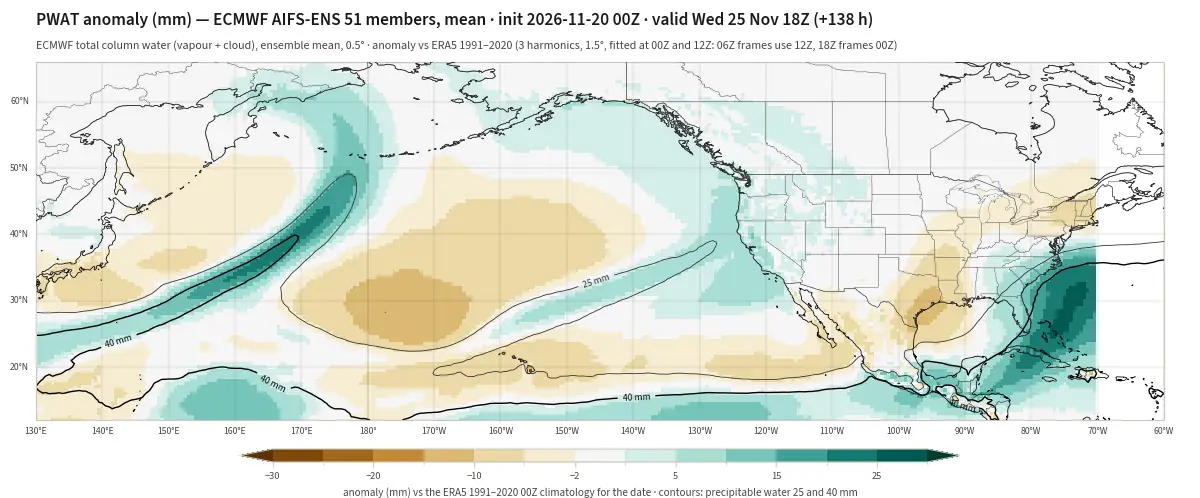 PWAT anomaly (mm) — ECMWF AIFS-ENS 51 members, mean · init 2026-11-20 00Z · valid Wed 25 Nov 18Z (+138 h)
ECMWF total column water (vapour + cloud), ensemble mean, 0.5° · anomaly vs ERA5 1991–2020 (3 harmonics, 1.5°, fitted at 00Z and 12Z: 06Z frames use 12Z, 18Z frames 00Z)
60°N
50°N
40°N
30°N
20°N
25 mm
40 mm
40 mm
40 mm
130°E 140°E 150°E 160°E 170°E 180° 170°W 160°W 150°W 140°W 130°W 120°W 110°W 100°W 90°W 80°W 70°W 60°W
−30 −20 −10 −2 5 15 25
anomaly (mm) vs the ERA5 1991–2020 00Z climatology for the date · contours: precipitable water 25 and 40 mm